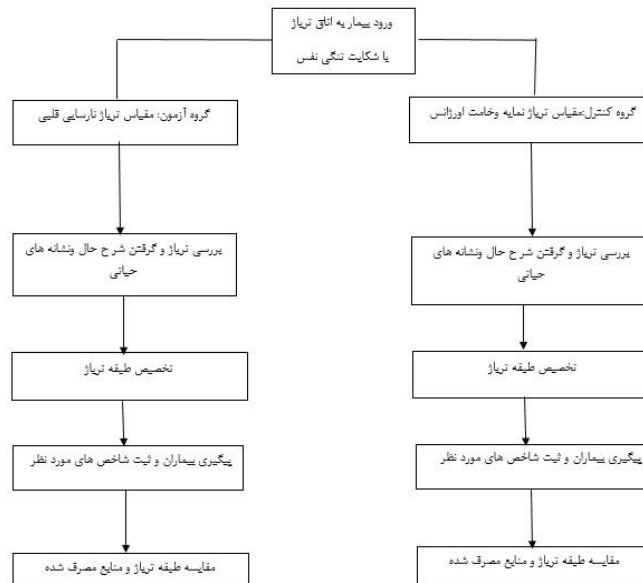 ورود بیمار به اتاق تریاژ
با شکایت تنگی نفس
گروه کنترل:مقیاس تریاژ نمایه وخامت اورژانس
بررسی تریاژ و گرفتن شرح حال ونشانه های
حیاتی
تخصیص طبقه تریاژ
پیگیری بیماران و ثبت شاخص های مورد نظر
مقایسه طبقه تریاژ و منابع مصرف شده
گروه آزمون: مقیاس تریاژ نارسایی قلبی
بررسی تریاژ و گرفتن شرح حال ونشانه های
حیاتی
تخصیص طبقه تریاژ
پیگیری بیماران و ثبت شاخص های مورد نظر
مقایسه طبقه تریاژ و منابع مصرف شده